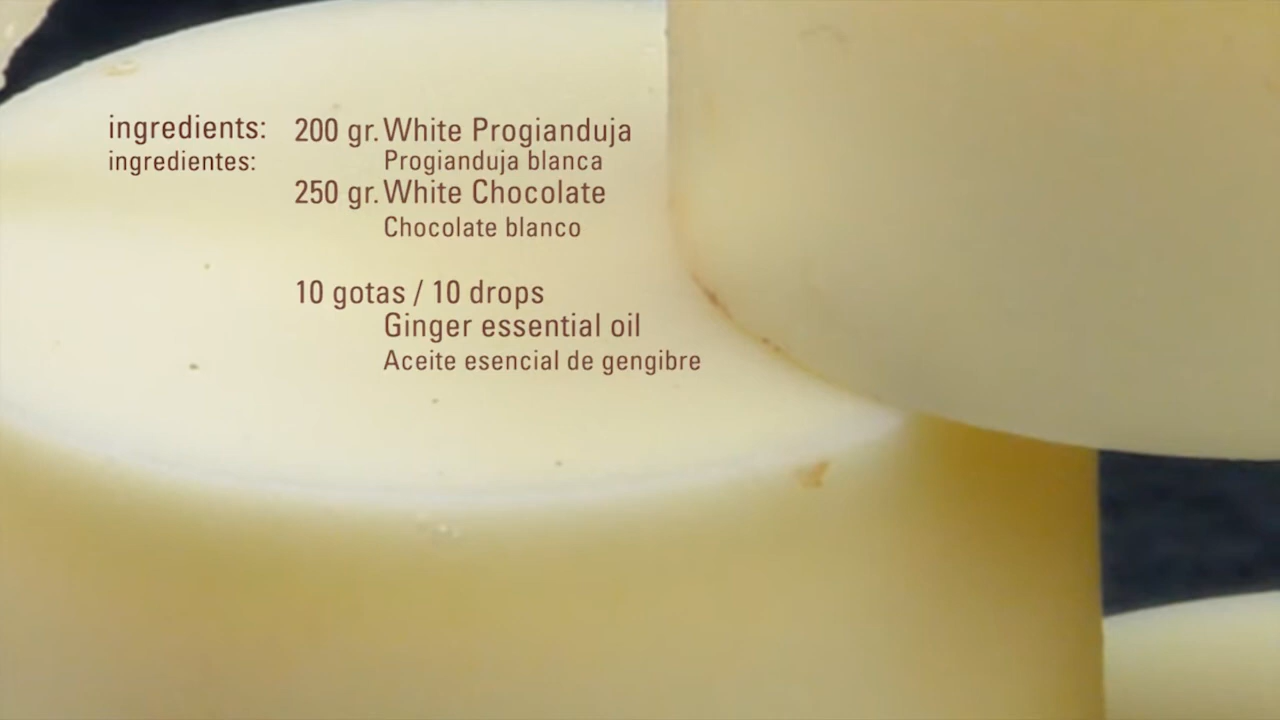 ingredients: 200 gr. White Progianduja
ingredientes: Progianduja blanca
250 gr. White Chocolate
Chocolate blanco
10 gotas / 10 drops
Ginger essential oil
Aceite esencial de gengibre